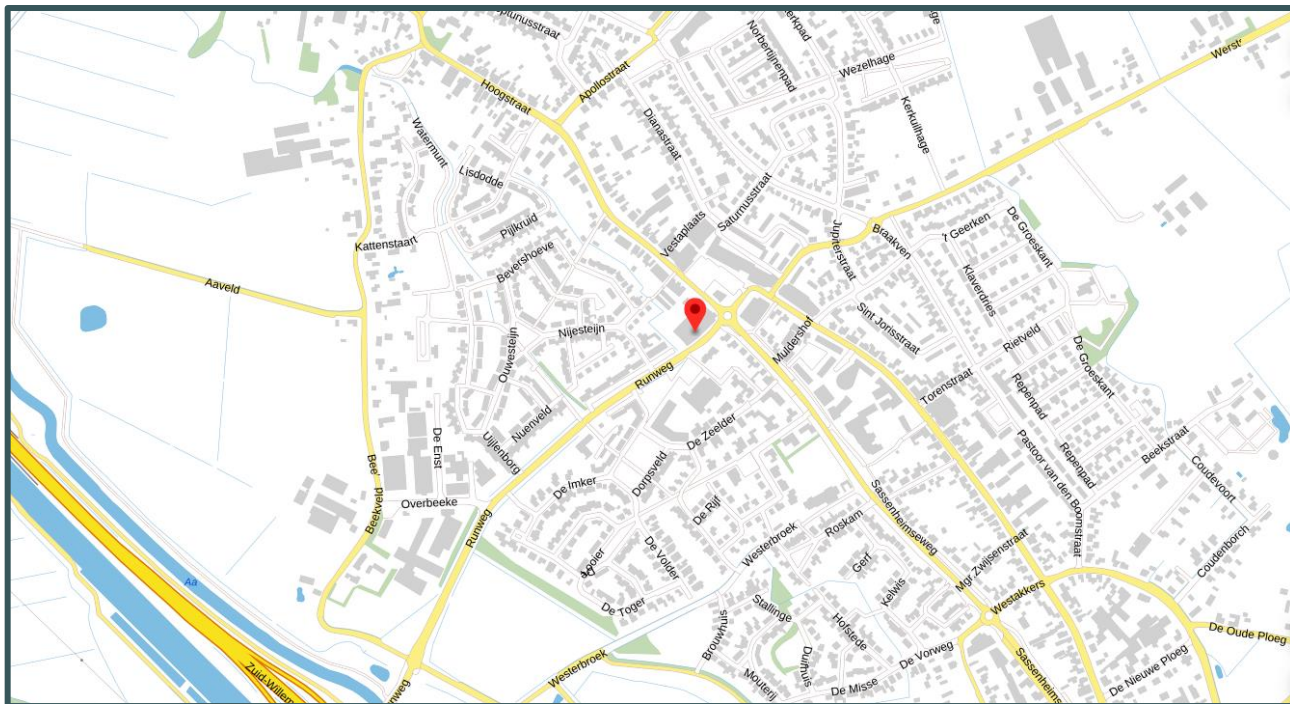 Norbertijnenpad
Wezelhage
Apollostraat
Hoogstraat
Kerkuilhage
Dianastraat
Watermunt
Lisdodde
Saturnusstraat
Vestaplaats
Pijlkruid
Kattenstaart
Bevershoeve
Jupiterstraat
Braakven
't Geerken
De Groeskant
Klaverdries
Aaveld
Nijesteijn
Ouwesteijn
Muldershof
Sint Jorisstraat
Rietveld
De Groeskant
Runweg
Torenstraat
Repenpad
Nuenveld
Uijlenborg
De Enst
De Zeelder
Dorpsveld
De Imker
Pastoor van den Boomstraat
Repenpad
Beekstraat
Coudevoort
Overbeeke
Beekveld
Runweg
De Rijf
Sassenheimseweg
Roskam
Westerbroek
De Volder
Looier
Gerf
Kelwis
Mgr.Zwijsenstraat
Westakkers
Coudenborch
Aa
De Toger
Stallinge
Hofstede
Brouwhuis
Duifhuis
De Vorweg
De Oude Ploeg
Westerbroek
Mouterij
De Misse
De Nieuwe Ploeg